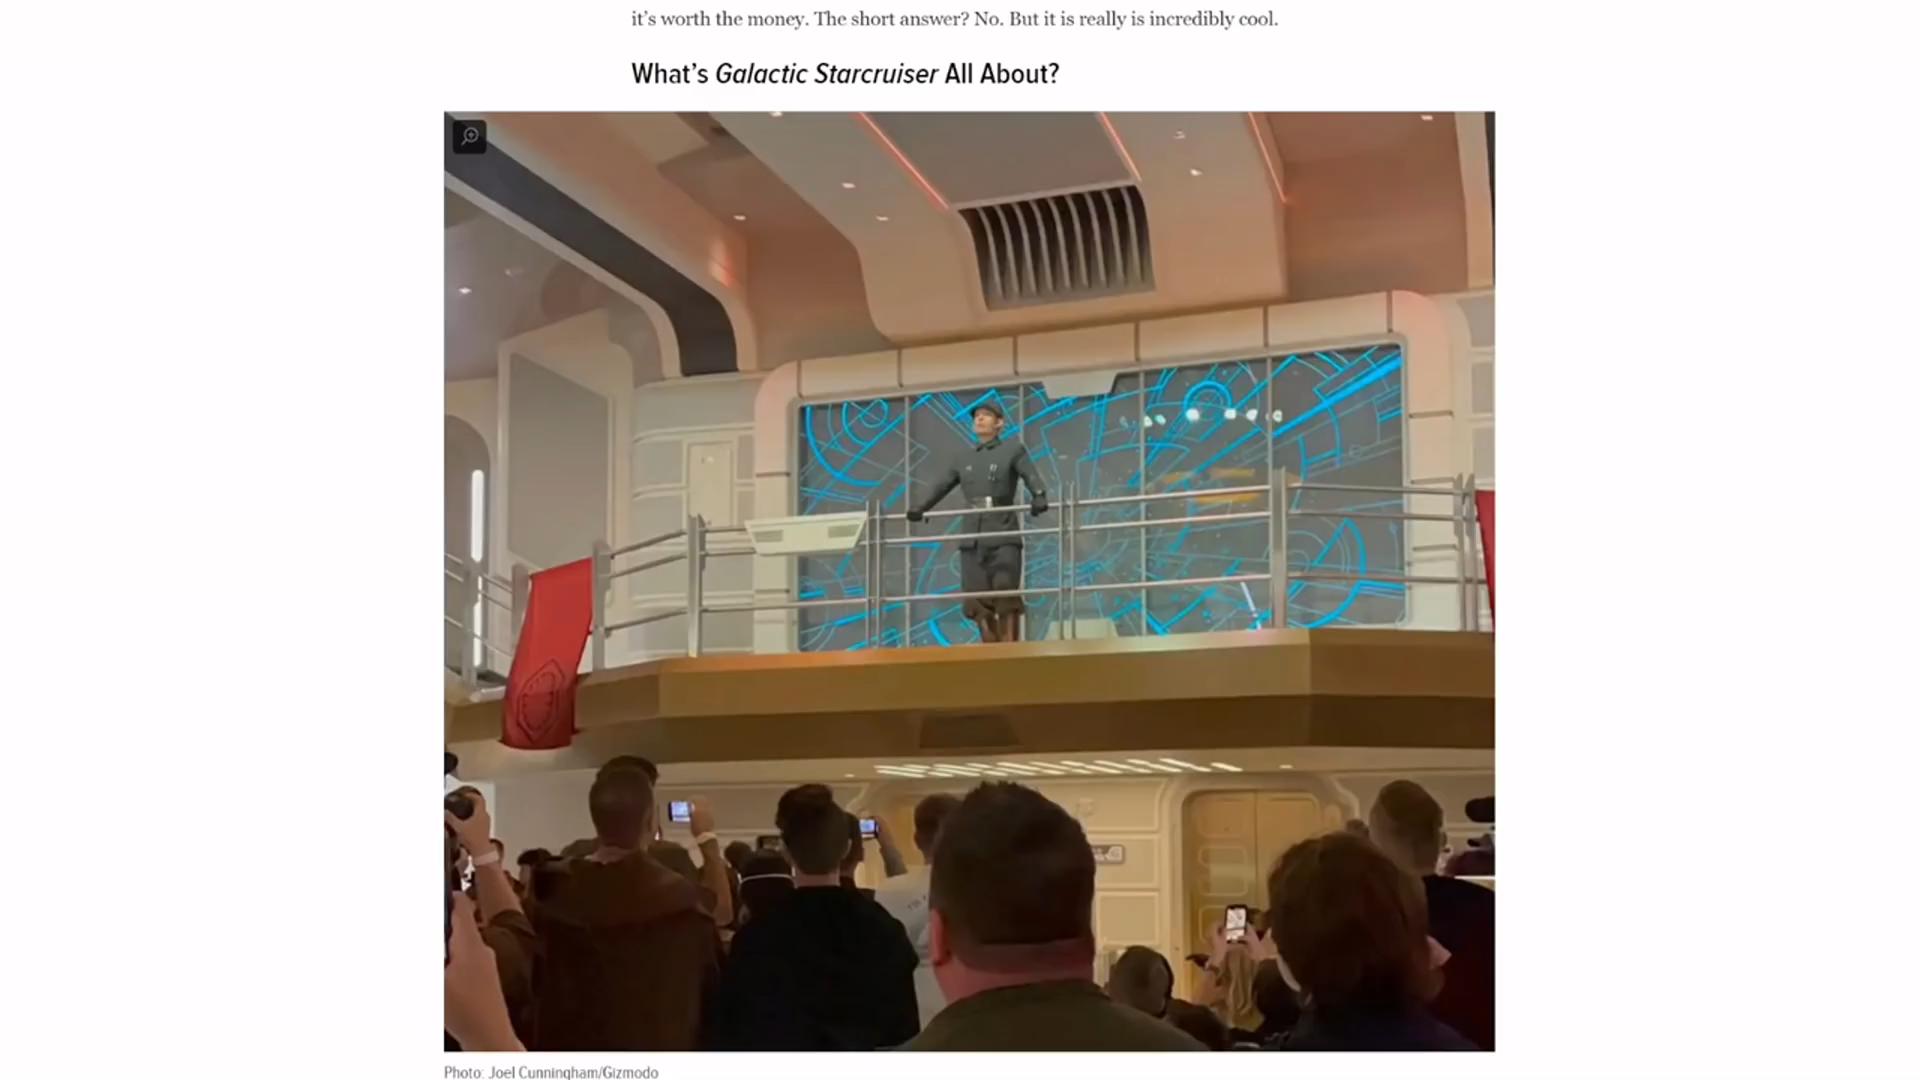 it’s worth the money. The short answer? No. But it is really is incredibly cool.
What’s Galactic Starcruiser All About?
Photo: Joel Cunningham/Gizmodo